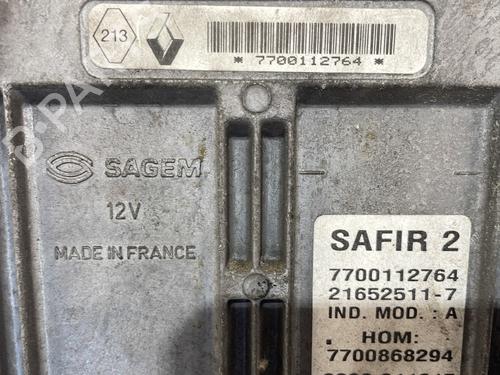 213
* 7700112764 *
SAGEM
12V
MADE IN FRANCE
SAFIR 2
7700112764
21652511-7
IND. MOD. : A
. HOM:
7700868294